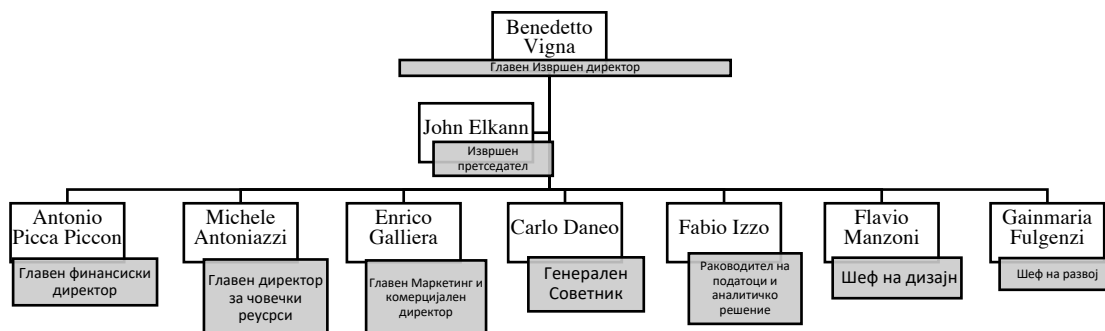 Benedetto
Vigna
Главен Извршен директор
John Elkann
Извршен
претседател
Antonio
Picca Piccon
Главен финансиски
директор
Michele
Antoniazzi
Главен директор
за човечки
реусрси
Enrico
Galliera
Главен Маркетинг и
комерцијален
директор
Carlo Daneo
Генерален
Советник
Fabio Izzo
Раководител на
податоци и
аналитичко
решение
Flavio
Manzoni
Шеф на дизајн
Gainmaria
Fulgenzi
Шеф на развој